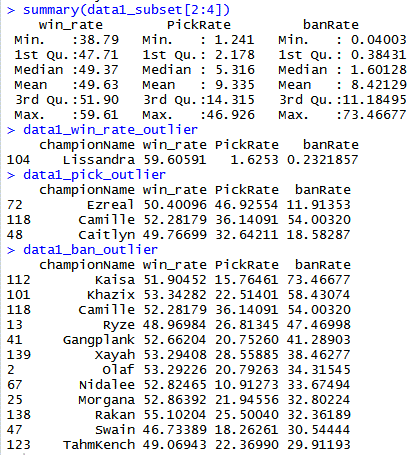 > summary(data1_subset[2:4])
    win_rate        PickRate         banRate
 Min.   :38.79   Min.   : 1.241   Min.   : 0.04003
 1st Qu.:47.71   1st Qu.: 2.178   1st Qu.: 0.38431
 Median :49.37   Median : 5.316   Median : 1.60128
 Mean   :49.63   Mean   : 9.335   Mean   : 8.42129
 3rd Qu.:51.90   3rd Qu.:14.315   3rd Qu.:11.18495
 Max.   :59.61   Max.   :46.926   Max.   :73.46677
> data1_win_rate_outlier
    championName win_rate PickRate   banRate
104    Lissandra 59.60591   1.6253 0.2321857
> data1_pick_outlier
    championName win_rate PickRate  banRate
72        Ezreal 50.40096 46.92554 11.91353
118      Camille 52.28179 36.14091 54.00320
48       Caitlyn 49.76699 32.64211 18.58287
> data1_ban_outlier
    championName win_rate PickRate  banRate
112        Kaisa 51.90452 15.76461 73.46677
101       Khazix 53.34282 22.51401 58.43074
118      Camille 52.28179 36.14091 54.00320
13          Ryze 48.96984 26.81345 47.46998
41     Gangplank 52.66204 20.75260 41.28903
139        Xayah 53.29408 28.55885 38.46277
2           Olaf 53.29226 20.79263 34.31545
67       Nidalee 52.82465 10.91273 33.67494
25       Morgana 52.86392 21.94556 32.80224
138        Rakan 55.10204 25.50040 32.36189
47         Swain 46.73389 18.26261 30.54444
123    TahmKench 49.06943 22.36990 29.91193